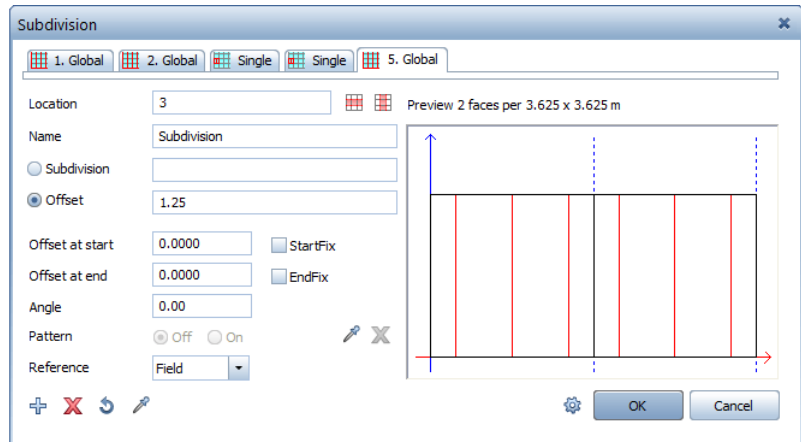 Subdivision
1. Global 2. Global Single Single 5. Global
Location 3 Preview 2 faces per 3.625 x 3.625 m
Name Subdivision
Subdivision
Offset 1.25
Offset at start 0.0000 StartFix
Offset at end 0.0000 EndFix
Angle 0.00
Pattern Off On
Reference Field
OK Cancel